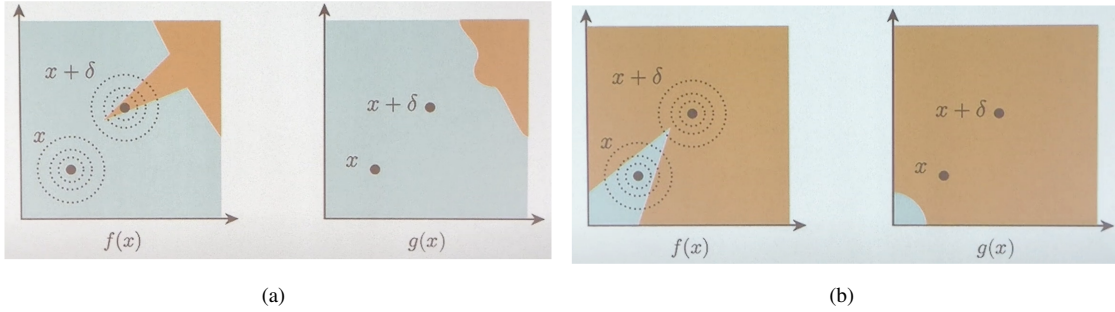 x + δ
x
f(x)
x + δ
x
g(x)
(a)
x + δ
x
f(x)
x + δ
x
g(x)
(b)